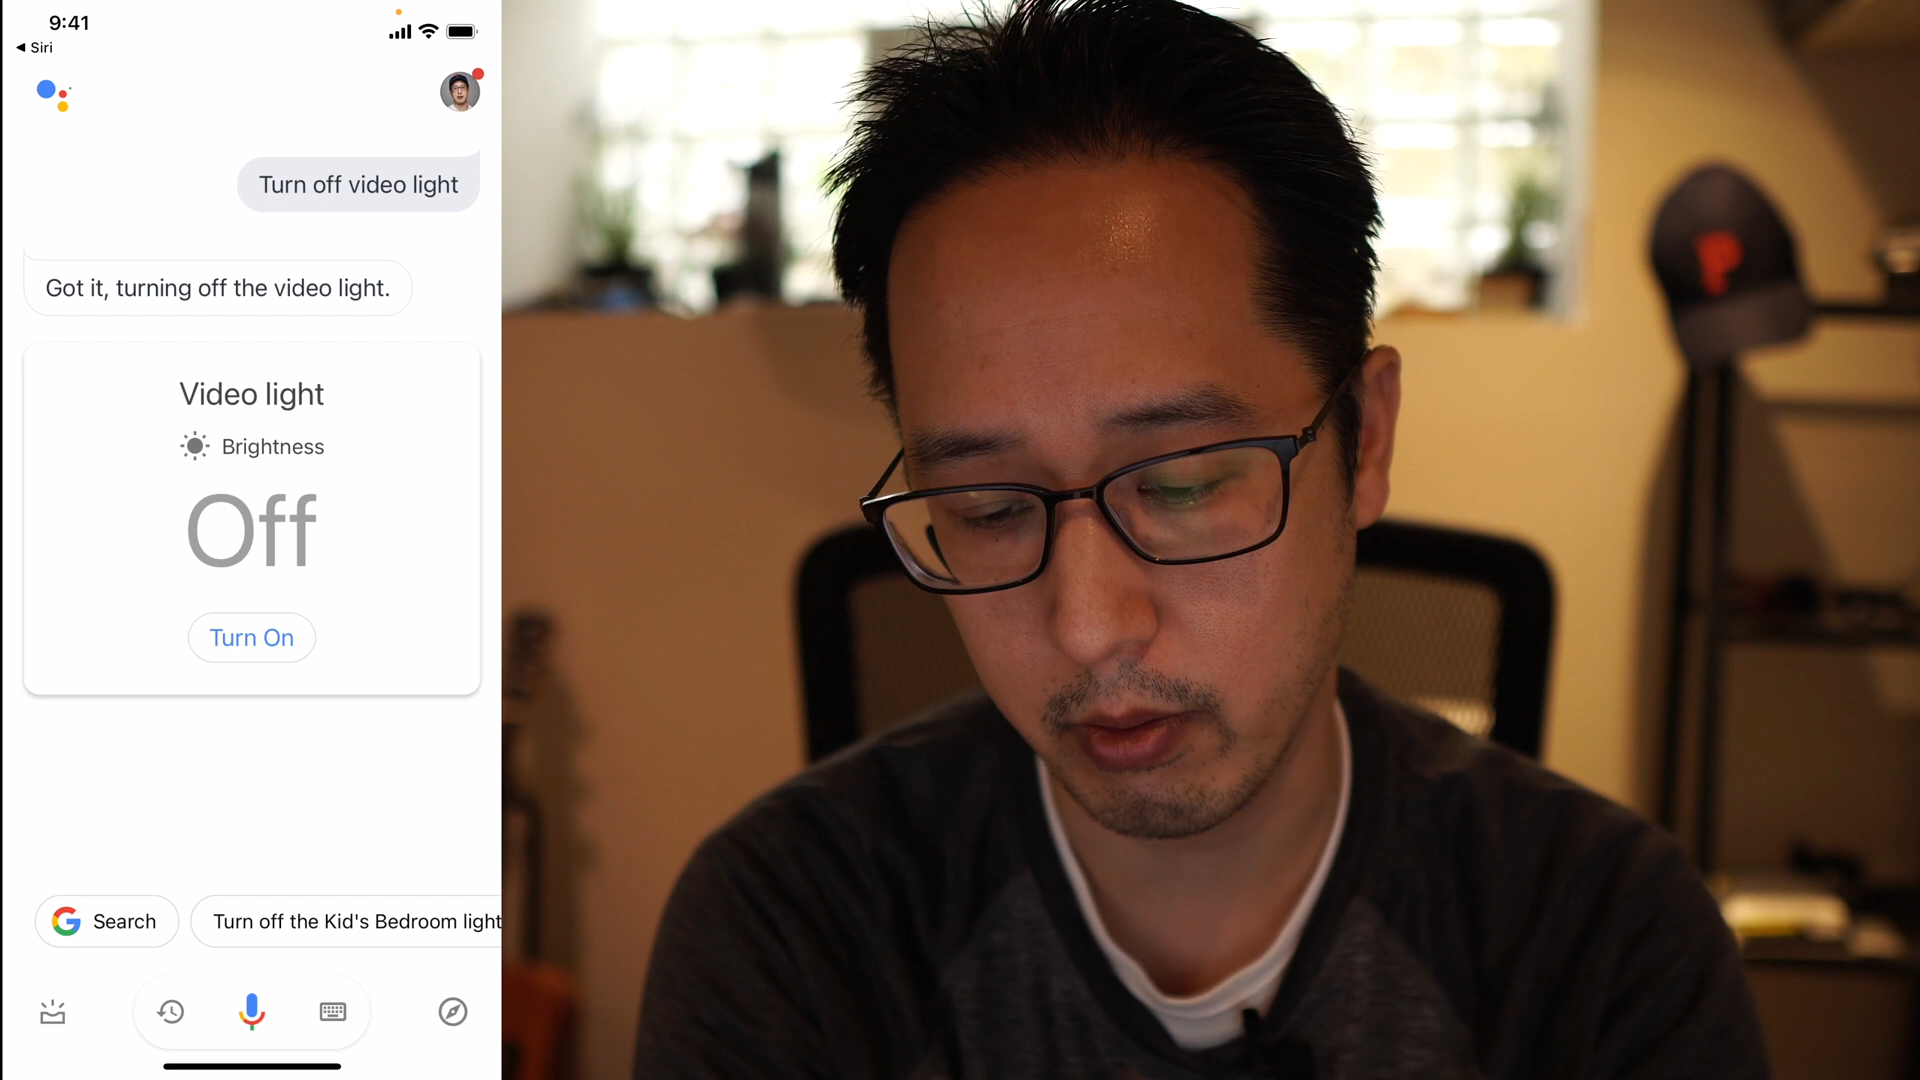 9:41
◀ Siri
Turn off video light
Got it, turning off the video light.
Video light
Brightness
Off
Turn On
G Search
Turn off the Kid's Bedroom light
P